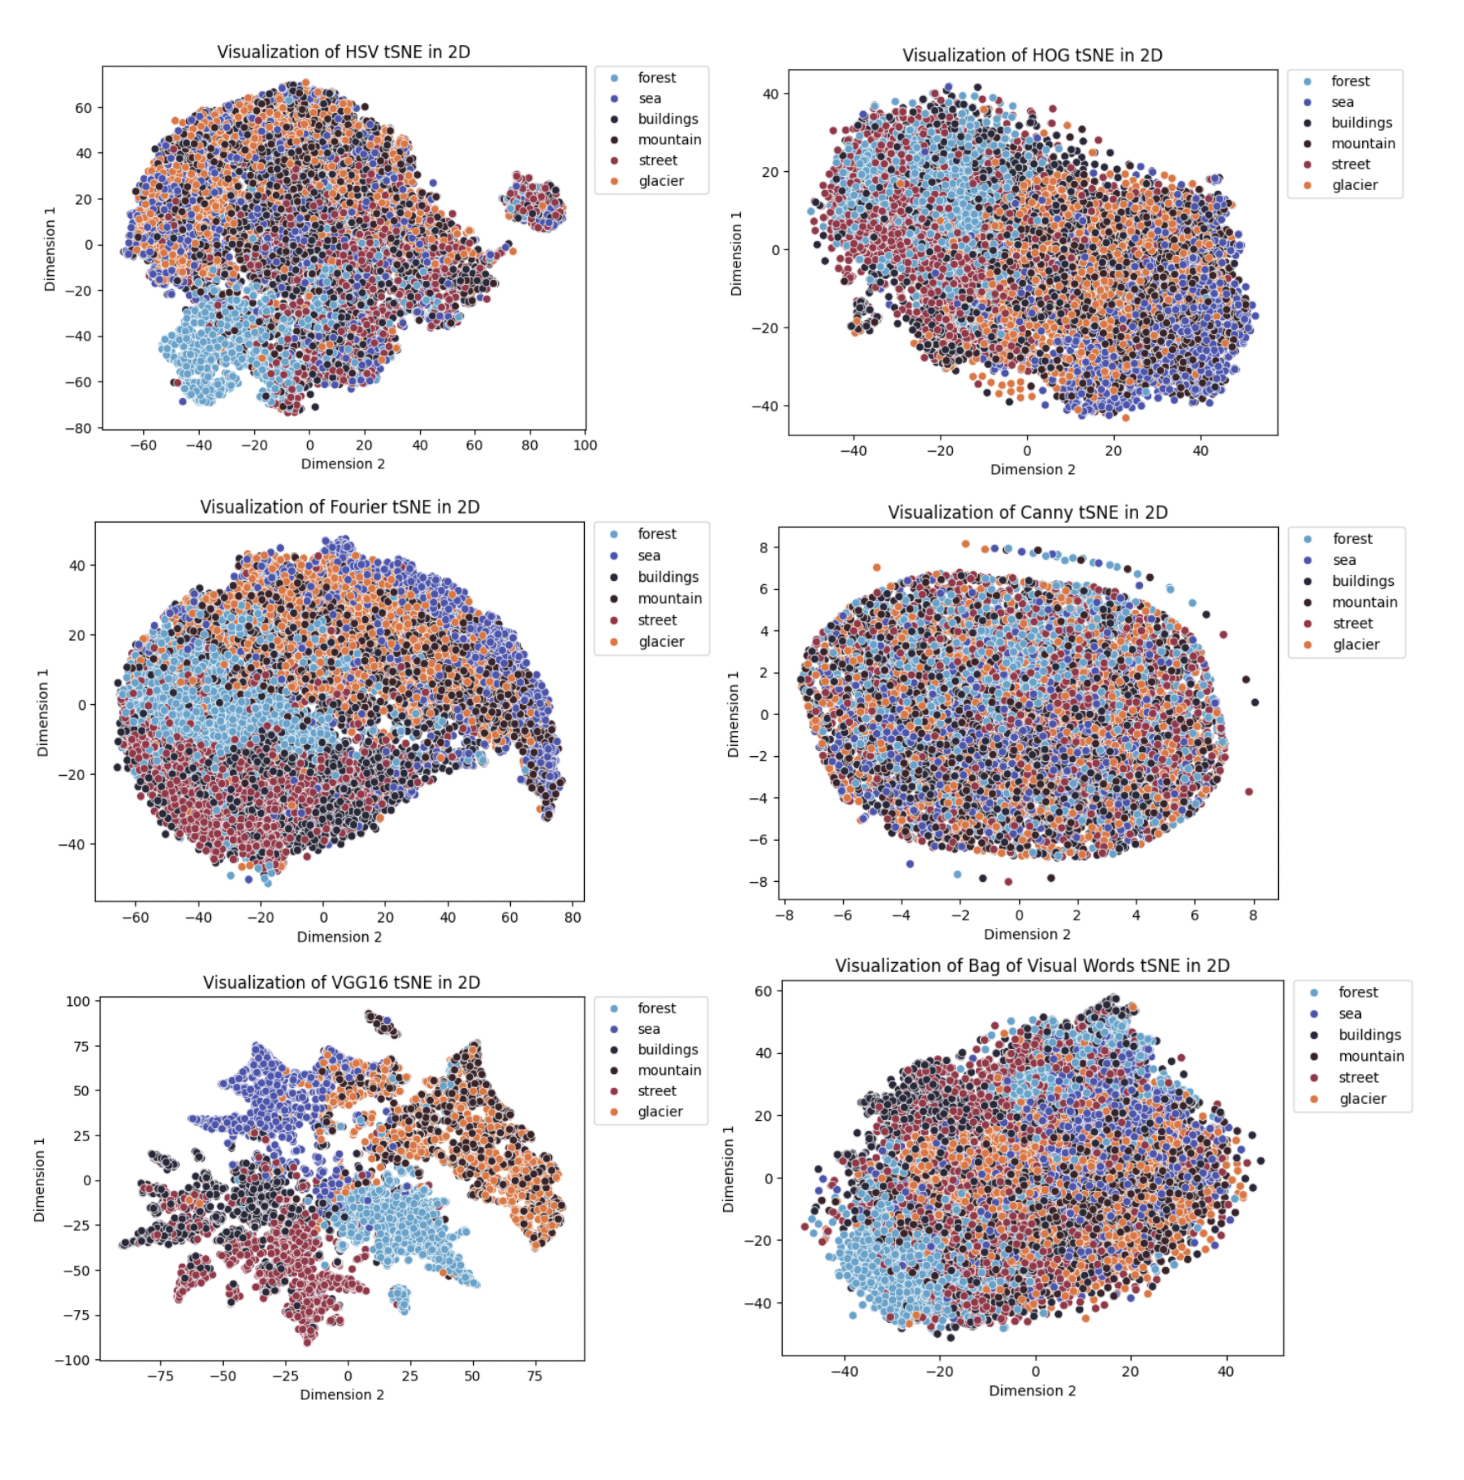 Visualization of HSV tSNE in 2D
60
40
20
0
−20
−40
−60
−80
Dimension 1
−60 −40 −20 0 20 40 60 80 100
Dimension 2
forest
sea
buildings
mountain
street
glacier
Visualization of HOG tSNE in 2D
40
20
0
−20
−40
Dimension 1
−40 −20 0 20 40
Dimension 2
forest
sea
buildings
mountain
street
glacier
Visualization of Fourier tSNE in 2D
40
20
0
−20
−40
Dimension 1
−60 −40 −20 0 20 40 60 80
Dimension 2
forest
sea
buildings
mountain
street
glacier
Visualization of Canny tSNE in 2D
8
6
4
2
0
−2
−4
−6
−8
Dimension 1
−8 −6 −4 −2 0 2 4 6 8
Dimension 2
forest
sea
buildings
mountain
street
glacier
Visualization of VGG16 tSNE in 2D
100
75
50
25
0
−25
−50
−75
−100
Dimension 1
−75 −50 −25 0 25 50 75
Dimension 2
forest
sea
buildings
mountain
street
glacier
Visualization of Bag of Visual Words tSNE in 2D
60
40
20
0
−20
−40
Dimension 1
−40 −20 0 20 40
Dimension 2
forest
sea
buildings
mountain
street
glacier